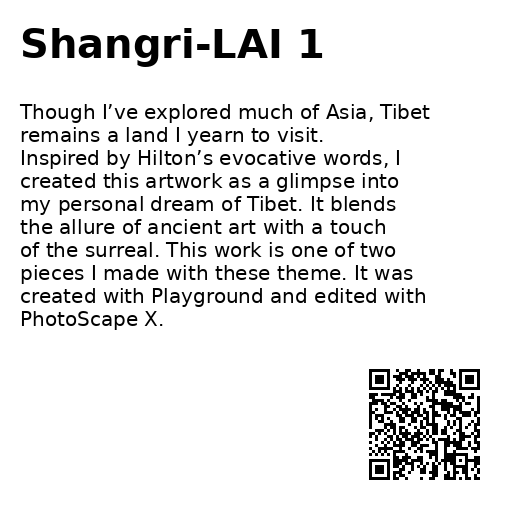 Shangri-LAI 1
Though I’ve explored much of Asia, Tibet
remains a land I yearn to visit.
Inspired by Hilton’s evocative words, I
created this artwork as a glimpse into
my personal dream of Tibet. It blends
the allure of ancient art with a touch
of the surreal. This work is one of two
pieces I made with these theme. It was
created with Playground and edited with
PhotoScape X.